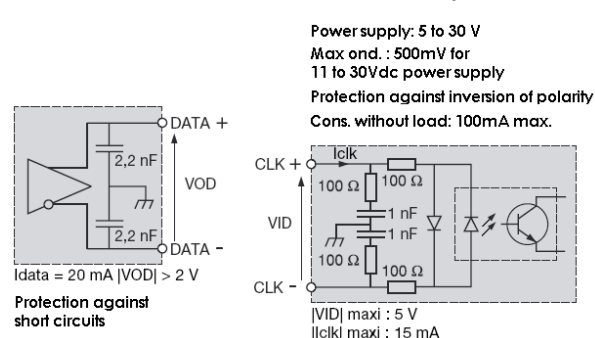 Power supply: 5 to 30 V
Max ond. : 500mV for
11 to 30Vdc power supply
Protection against inversion of polarity
Cons. without load: 100mA max.
DATA +
2,2 nF
VOD
2,2 nF
DATA -
Idata = 20 mA |VOD| > 2 V
Protection against
short circuits
Iclk
CLK +
100 Ω
100 Ω
1 nF
VID
1 nF
100 Ω
100 Ω
CLK -
|VID| maxi : 5 V
|Iclk| maxi : 15 mA